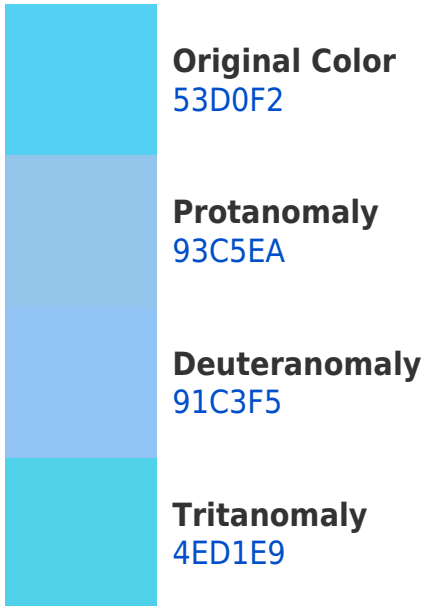 Original Color
53D0F2
Protanomaly
93C5EA
Deuteranomaly
91C3F5
Tritanomaly
4ED1E9